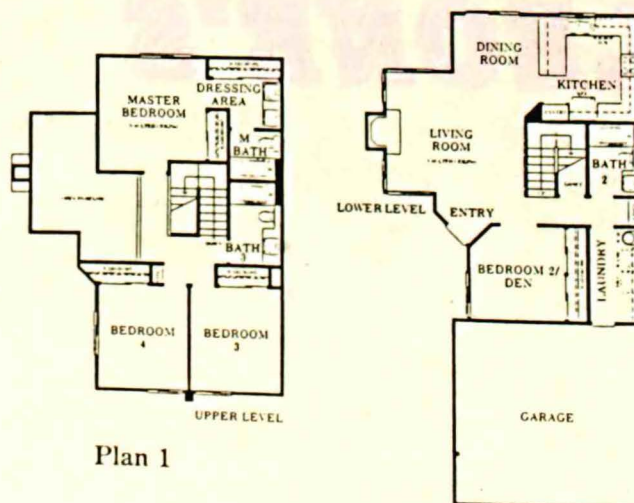 MASTER
BEDROOM
DRESSING
AREA
M
BATH
BATH
3
BEDROOM
4
BEDROOM
3
UPPER LEVEL
Plan 1
DINING
ROOM
KITCHEN
LIVING
ROOM
BATH
2
LOWER LEVEL
ENTRY
BEDROOM 2/
DEN
LAUNDRY
GARAGE